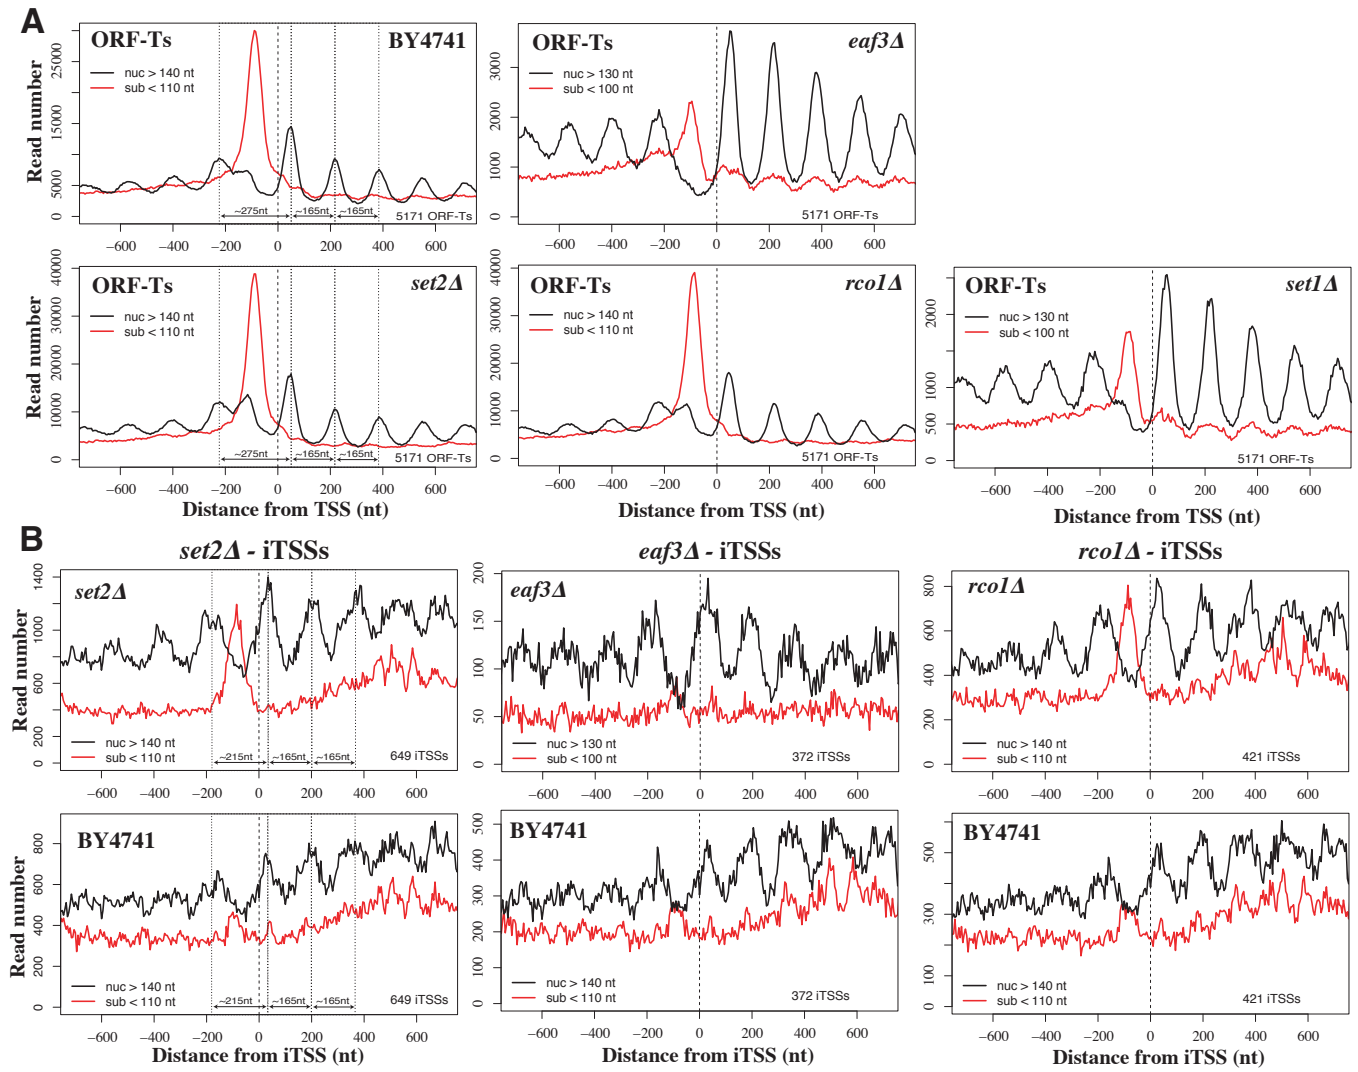 A
ORF-Ts
BY4741
nuc > 140 nt
sub < 110 nt
Read number
0
5000
15000
25000
~275nt
~165nt
~165nt
5171 ORF-Ts
−600
−400
−200
0
200
400
600
ORF-Ts
eaf3Δ
nuc > 130 nt
sub < 100 nt
0
1000
2000
3000
5171 ORF-Ts
−600
−400
−200
0
200
400
600
ORF-Ts
set2Δ
nuc > 140 nt
sub < 110 nt
Read number
0
10000
20000
30000
40000
~275nt
~165nt
~165nt
5171 ORF-Ts
−600
−400
−200
0
200
400
600
Distance from TSS (nt)
ORF-Ts
rco1Δ
nuc > 140 nt
sub < 110 nt
0
10000
20000
30000
40000
5171 ORF-Ts
−600
−400
−200
0
200
400
600
Distance from TSS (nt)
ORF-Ts
set1Δ
nuc > 130 nt
sub < 100 nt
0
500
1000
2000
5171 ORF-Ts
−600
−400
−200
0
200
400
600
Distance from TSS (nt)
B
set2Δ - iTSSs
set2Δ
Read number
0
200
600
1000
1400
nuc > 140 nt
sub < 110 nt
~215nt
~165nt
~165nt
649 iTSSs
−600
−400
−200
0
200
400
600
eaf3Δ - iTSSs
eaf3Δ
0
50
100
150
200
nuc > 130 nt
sub < 100 nt
372 iTSSs
−600
−400
−200
0
200
400
600
rco1Δ - iTSSs
rco1Δ
0
200
400
600
800
nuc > 140 nt
sub < 110 nt
421 iTSSs
−600
−400
−200
0
200
400
600
BY4741
Read number
0
200
400
600
800
nuc > 140 nt
sub < 110 nt
~215nt
~165nt
~165nt
649 iTSSs
−600
−400
−200
0
200
400
600
Distance from iTSS (nt)
BY4741
0
100
200
300
400
500
nuc > 140 nt
sub < 110 nt
372 iTSSs
−600
−400
−200
0
200
400
600
Distance from iTSS (nt)
BY4741
0
100
300
500
nuc > 140 nt
sub < 110 nt
421 iTSSs
−600
−400
−200
0
200
400
600
Distance from iTSS (nt)